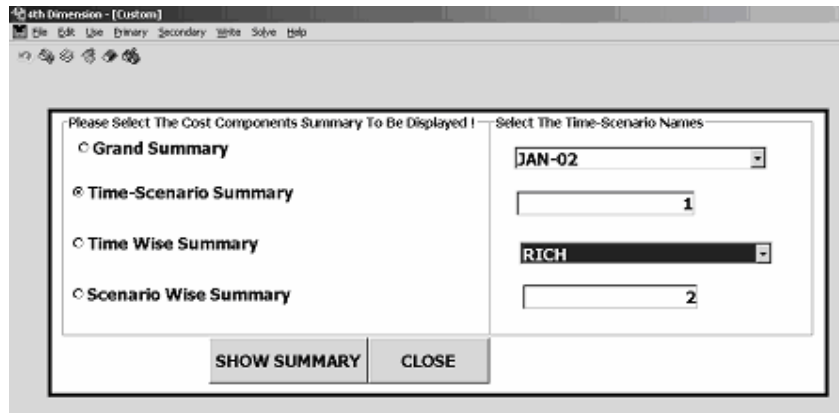 4th Dimension - [Custom]
File Edit Use Primary Secondary Write Solve Help
Please Select The Cost Components Summary To Be Displayed !
Select The Time-Scenario Names
Grand Summary
JAN-02
Time-Scenario Summary
1
Time Wise Summary
RICH
Scenario Wise Summary
2
SHOW SUMMARY
CLOSE